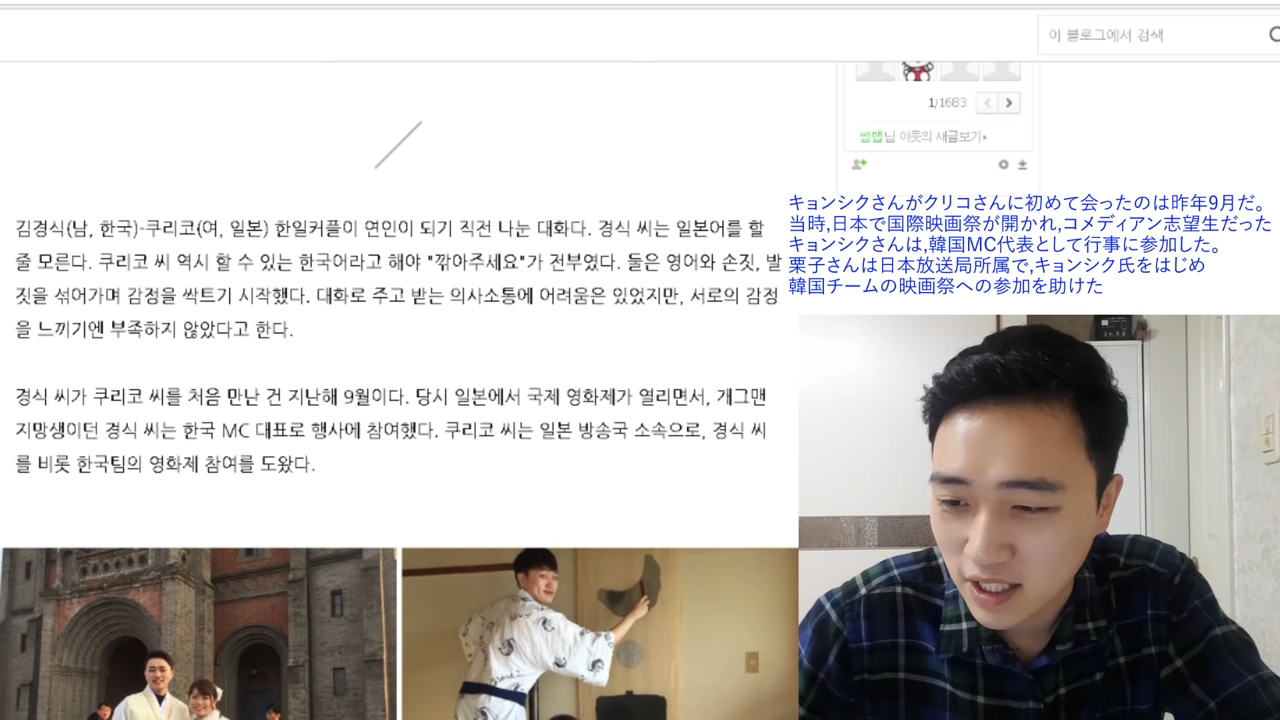 이 블로그에서 검색
1/1683
썸랩님 이웃의 새글보기
김경식(남, 한국)-쿠리코(여, 일본) 한일커플이 연인이 되기 직전 나눈 대화다. 경식 씨는 일본어를 할
줄 모른다. 쿠리코 씨 역시 할 수 있는 한국어라고 해야 "깎아주세요"가 전부였다. 둘은 영어와 손짓, 발
짓을 섞어가며 감정을 싹트기 시작했다. 대화로 주고 받는 의사소통에 어려움은 있었지만, 서로의 감정
을 느끼기엔 부족하지 않았다고 한다.
경식 씨가 쿠리코 씨를 처음 만난 건 지난해 9월이다. 당시 일본에서 국제 영화제가 열리면서, 개그맨
지망생이던 경식 씨는 한국 MC 대표로 행사에 참여했다. 쿠리코 씨는 일본 방송국 소속으로, 경식 씨
를 비롯 한국팀의 영화제 참여를 도왔다.
キョンシクさんがクリコさんに初めて会ったのは昨年9月だ。
当時,日本で国際映画祭が開かれ,コメディアン志望生だった
キョンシクさんは,韓国MC代表として行事に参加した。
栗子さんは日本放送局所属で,キョンシク氏をはじめ
韓国チームの映画祭への参加を助けた